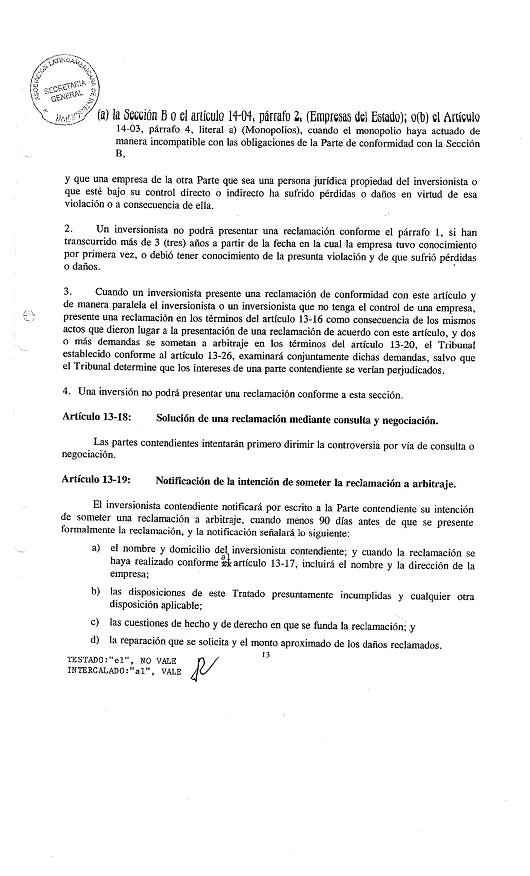 ASOCIACION LATINOAMERICANA DE
SECRETARIA
GENERAL
(a) la Sección B o el artículo 14-04, párrafo 2, (Empresas del Estado); o(b) el Artículo
14-03, párrafo 4, literal a) (Monopolios), cuando el monopolio haya actuado de
manera incompatible con las obligaciones de la Parte de conformidad con la Sección
B,
y que una empresa de la otra Parte que sea una persona jurídica propiedad del inversionista o
que esté bajo su control directo o indirecto ha sufrido pérdidas o daños en virtud de esa
violación o a consecuencia de ella.
2. Un inversionista no podrá presentar una reclamación conforme el párrafo 1, si han
transcurrido más de 3 (tres) años a partir de la fecha en la cual la empresa tuvo conocimiento
por primera vez, o debió tener conocimiento de la presunta violación y de que sufrió pérdidas
o daños.
3. Cuando un inversionista presente una reclamación de conformidad con este artículo y
de manera paralela el inversionista o un inversionista que no tenga el control de una empresa,
presente una reclamación en los términos del artículo 13-16 como consecuencia de los mismos
actos que dieron lugar a la presentación de una reclamación de acuerdo con este artículo, y dos
o más demandas se sometan a arbitraje en los términos del artículo 13-20, el Tribunal
establecido conforme al artículo 13-26, examinará conjuntamente dichas demandas, salvo que
el Tribunal determine que los intereses de una parte contendiente se verían perjudicados.
4. Una inversión no podrá presentar una reclamación conforme a esta sección.
Artículo 13-18: Solución de una reclamación mediante consulta y negociación.
Las partes contendientes intentarán primero dirimir la controversia por vía de consulta o
negociación.
Artículo 13-19: Notificación de la intención de someter la reclamación a arbitraje.
El inversionista contendiente notificará por escrito a la Parte contendiente su intención
de someter una reclamación a arbitraje, cuando menos 90 días antes de que se presente
formalmente la reclamación, y la notificación señalará lo siguiente:
a) el nombre y domicilio del inversionista contendiente; y cuando la reclamación se
haya realizado conforme al artículo 13-17, incluirá el nombre y la dirección de la
empresa;
b) las disposiciones de este Tratado presuntamente incumplidas y cualquier otra
disposición aplicable;
c) las cuestiones de hecho y de derecho en que se funda la reclamación; y
d) la reparación que se solicita y el monto aproximado de los daños reclamados.
13
TESTADO:"el", NO VALE
INTERCALADO:"al", VALE